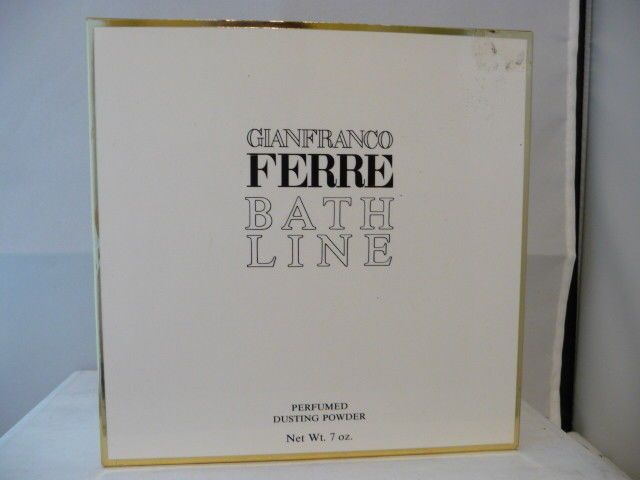 GIANFRANCO
FERRE
BATH
LINE
PERFUMED
DUSTING POWDER
Net Wt. 7 oz.